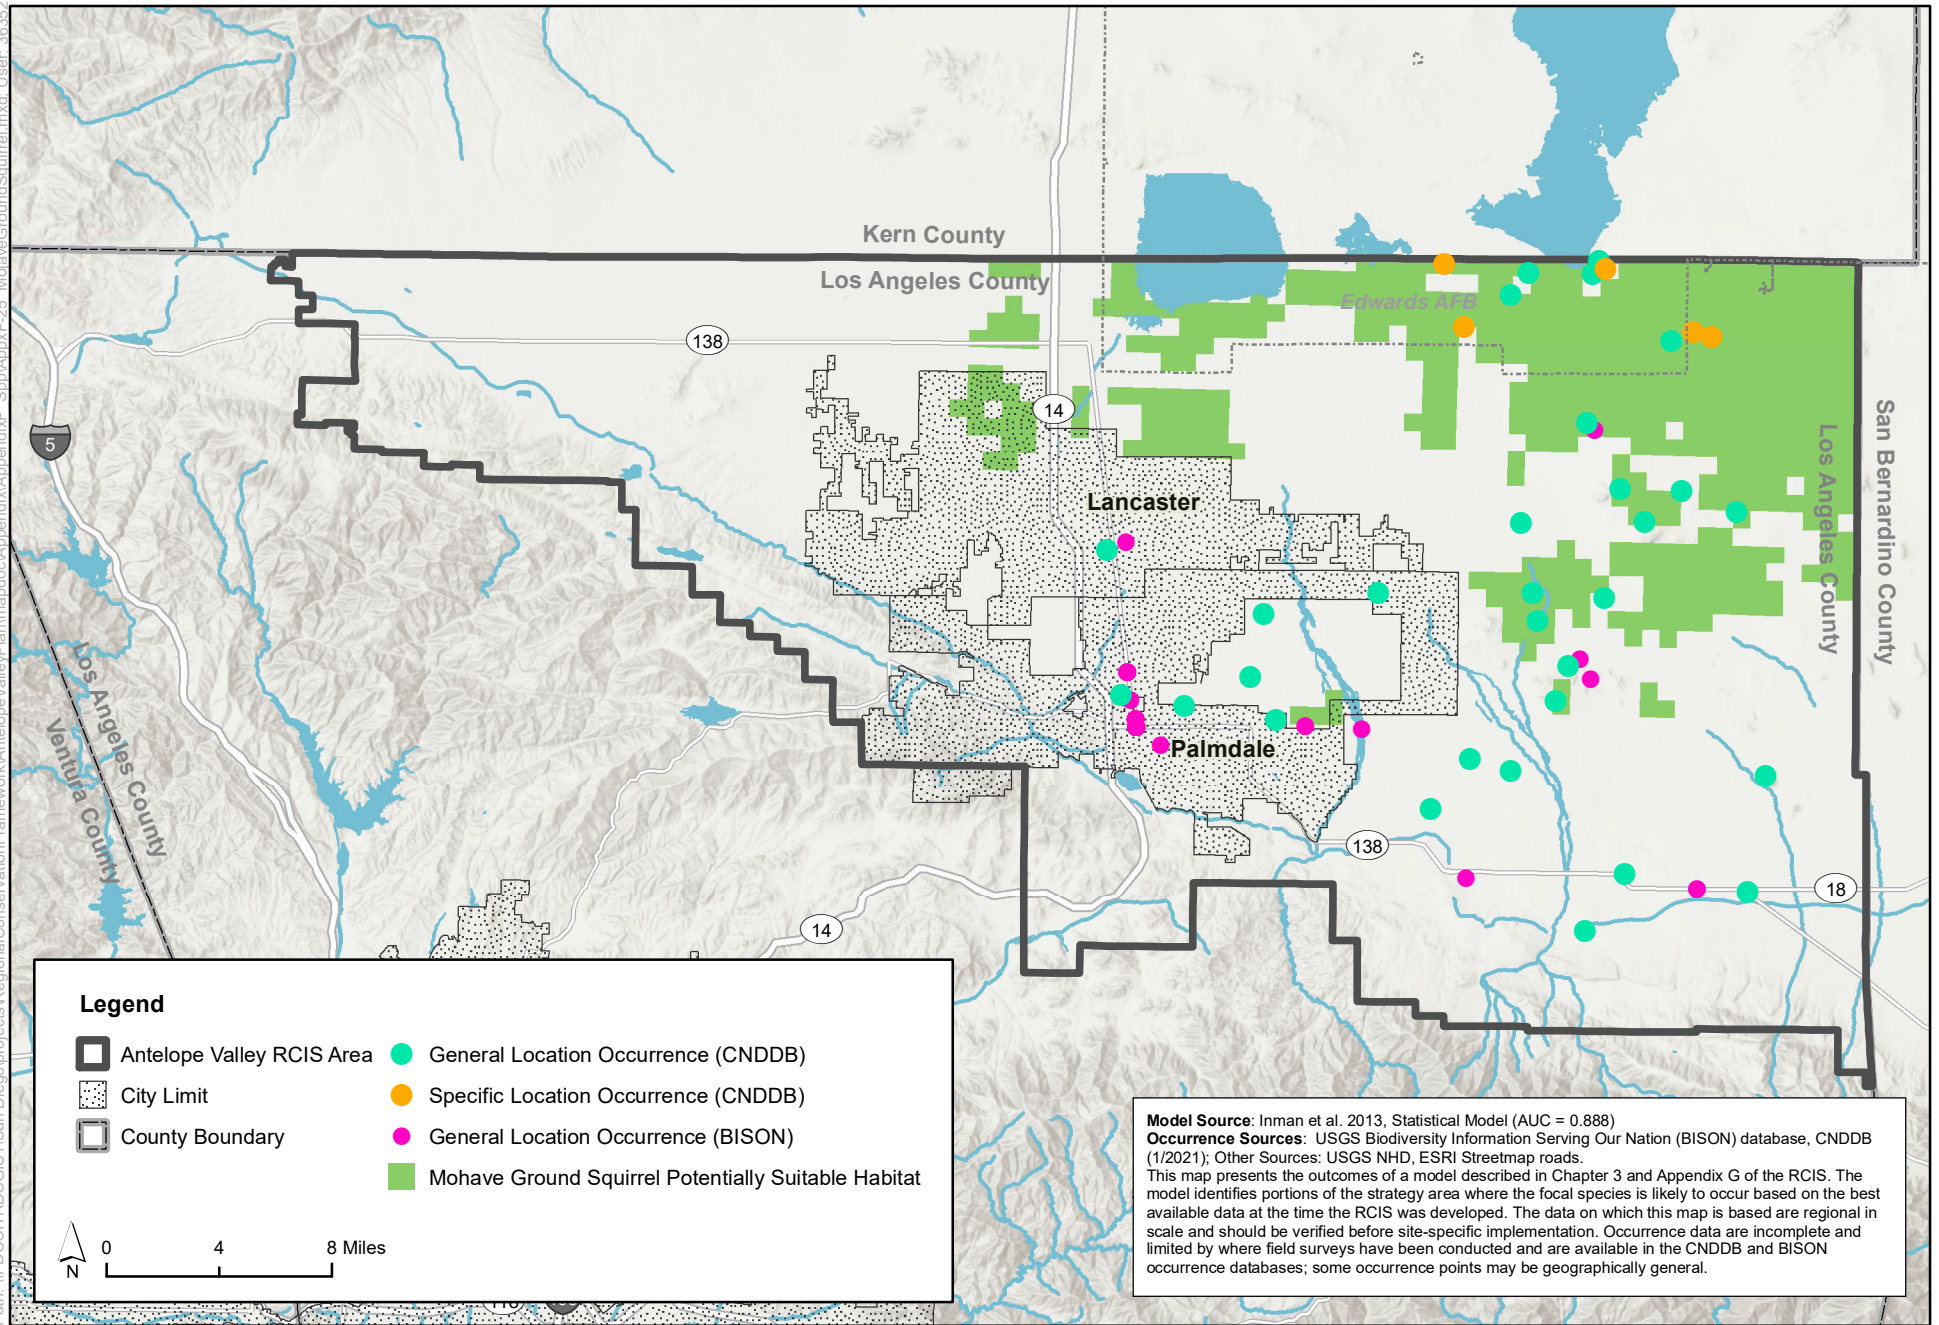 Kern County
Los Angeles County
Edwards AFB
138
14
5
Lancaster
Los Angeles County
San Bernardino County
Los Angeles County
Ventura County
Palmdale
138
18
14
Legend
Antelope Valley RCIS Area
City Limit
County Boundary
General Location Occurrence (CNDDB)
Specific Location Occurrence (CNDDB)
General Location Occurrence (BISON)
Mohave Ground Squirrel Potentially Suitable Habitat
N
0 4 8 Miles
Model Source: Inman et al. 2013, Statistical Model (AUC = 0.888)
Occurrence Sources: USGS Biodiversity Information Serving Our Nation (BISON) database, CNDDB
(1/2021); Other Sources: USGS NHD, ESRI Streetmap roads.
This map presents the outcomes of a model described in Chapter 3 and Appendix G of the RCIS. The
model identifies portions of the strategy area where the focal species is likely to occur based on the best
available data at the time the RCIS was developed. The data on which this map is based are regional in
scale and should be verified before site-specific implementation. Occurrence data are incomplete and
limited by where field surveys have been conducted and are available in the CNDDB and BISON
occurrence databases; some occurrence points may be geographically general.